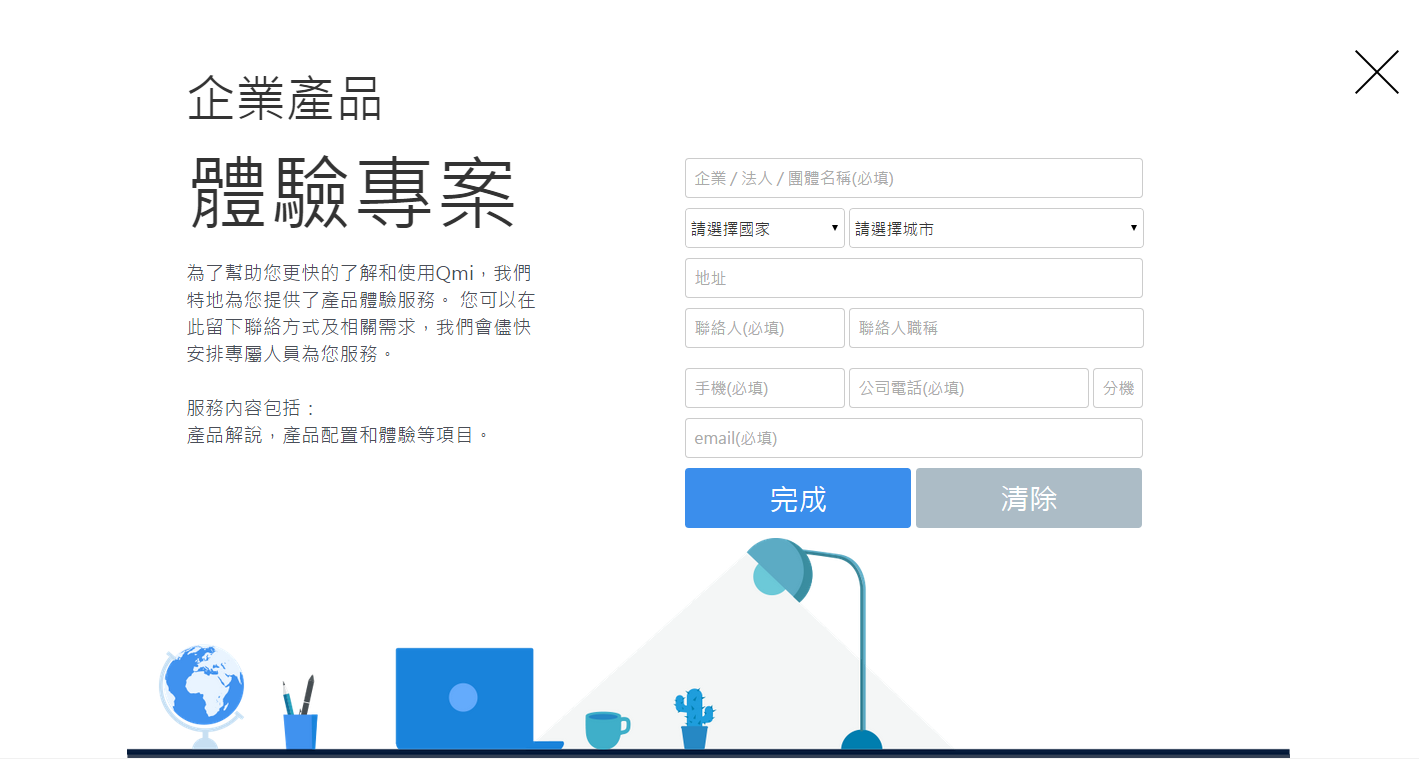 企業產品
體驗專案
為了幫助您更快的了解和使用Qmi，我們
特地為您提供了產品體驗服務。 您可以在
此留下聯絡方式及相關需求，我們會儘快
安排專屬人員為您服務。
服務內容包括：
產品解說，產品配置和體驗等項目。
企業 / 法人 / 團體名稱(必填)
請選擇國家 請選擇城市
地址
聯絡人(必填) 聯絡人職稱
手機(必填) 公司電話(必填) 分機
email(必填)
完成 清除